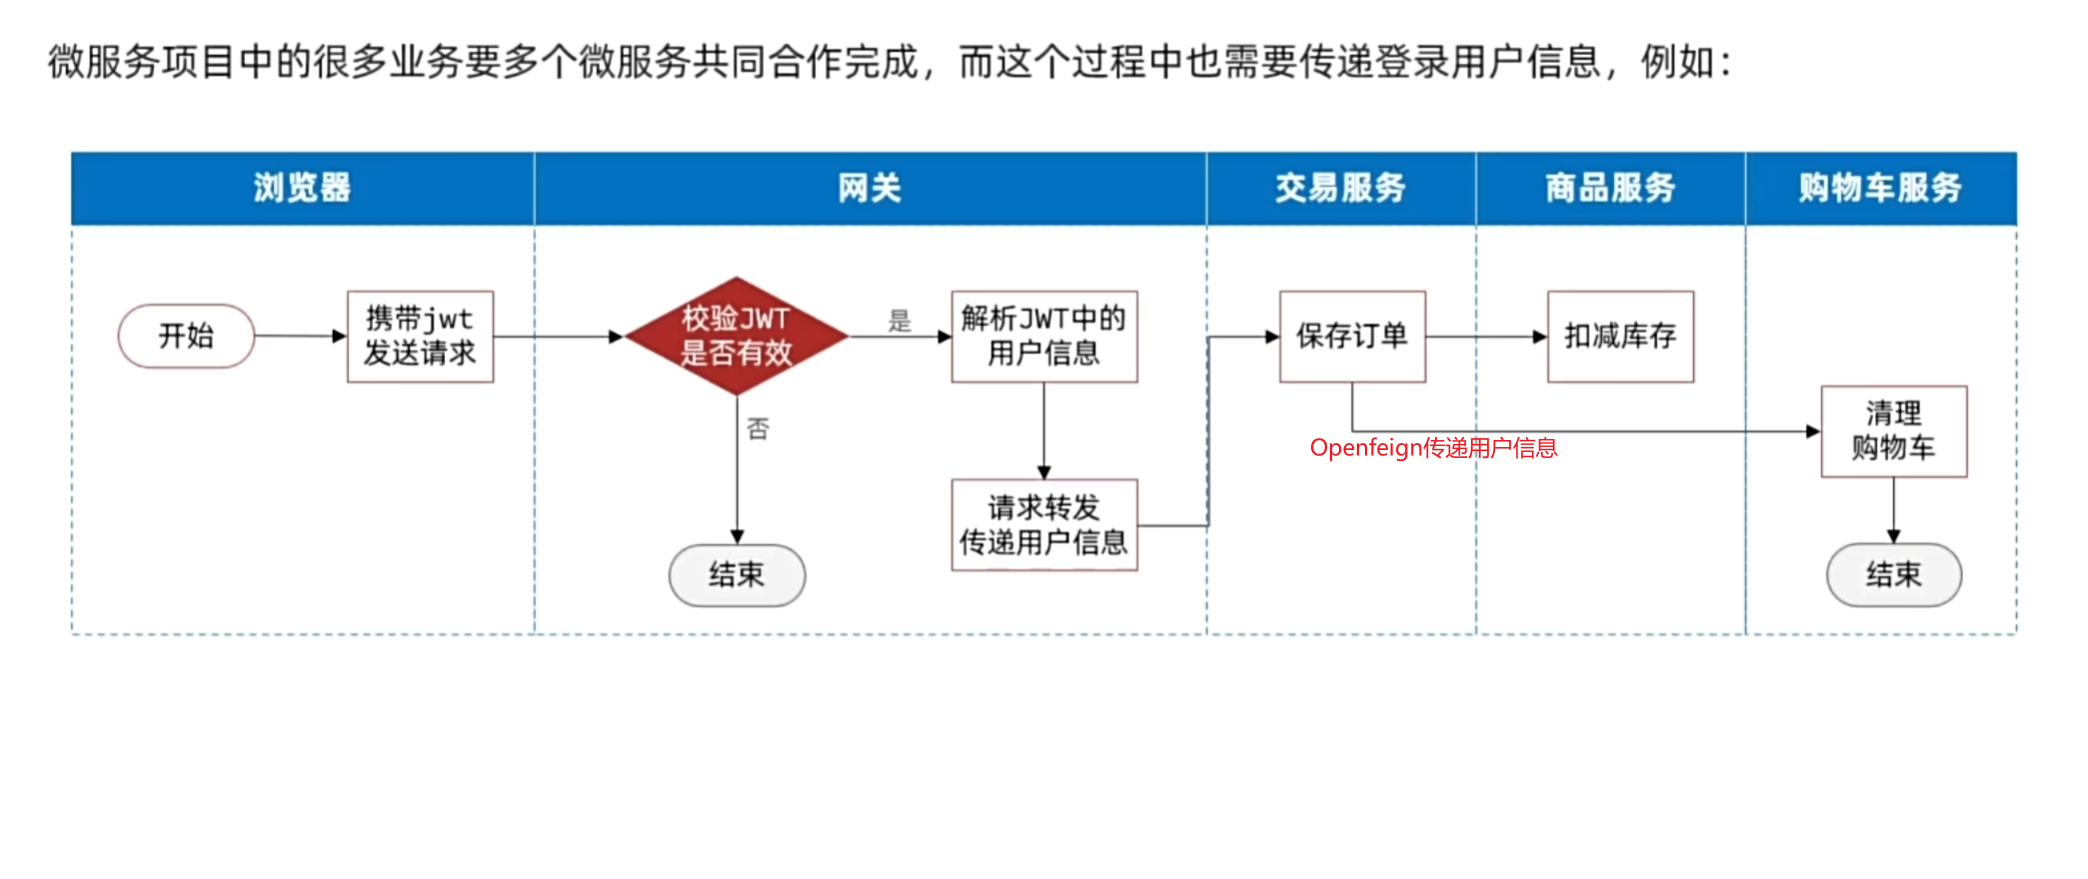 微服务项目中的很多业务要多个微服务共同合作完成，而这个过程中也需要传递登录用户信息，例如：
浏览器
网关
交易服务
商品服务
购物车服务
开始
携带jwt
发送请求
校验JWT
是否有效
是
否
结束
解析JWT中的
用户信息
请求转发
传递用户信息
保存订单
扣减库存
Openfeign传递用户信息
清理
购物车
结束